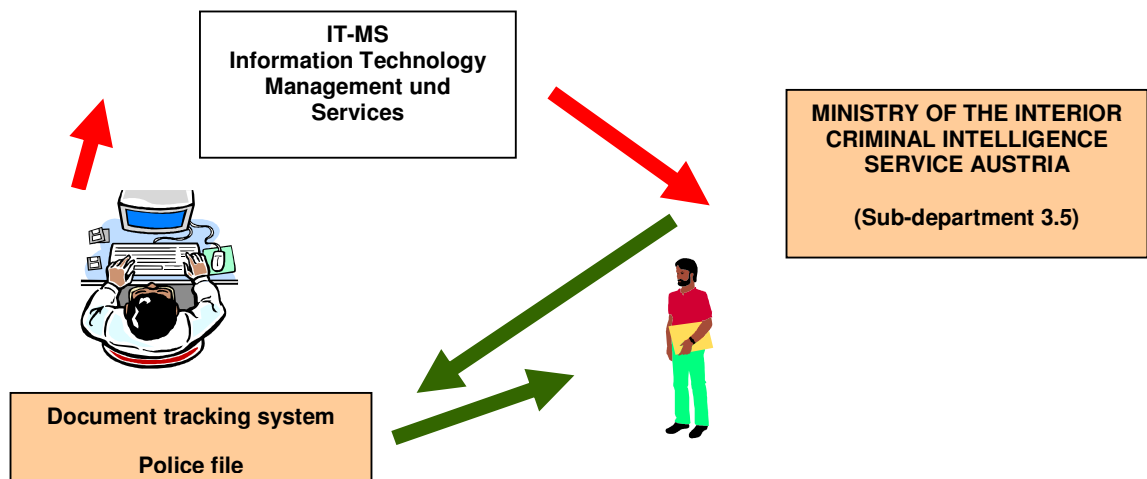 IT-MS
Information Technology
Management und
Services
MINISTRY OF THE INTERIOR
CRIMINAL INTELLIGENCE
SERVICE AUSTRIA
(Sub-department 3.5)
Document tracking system
Police file